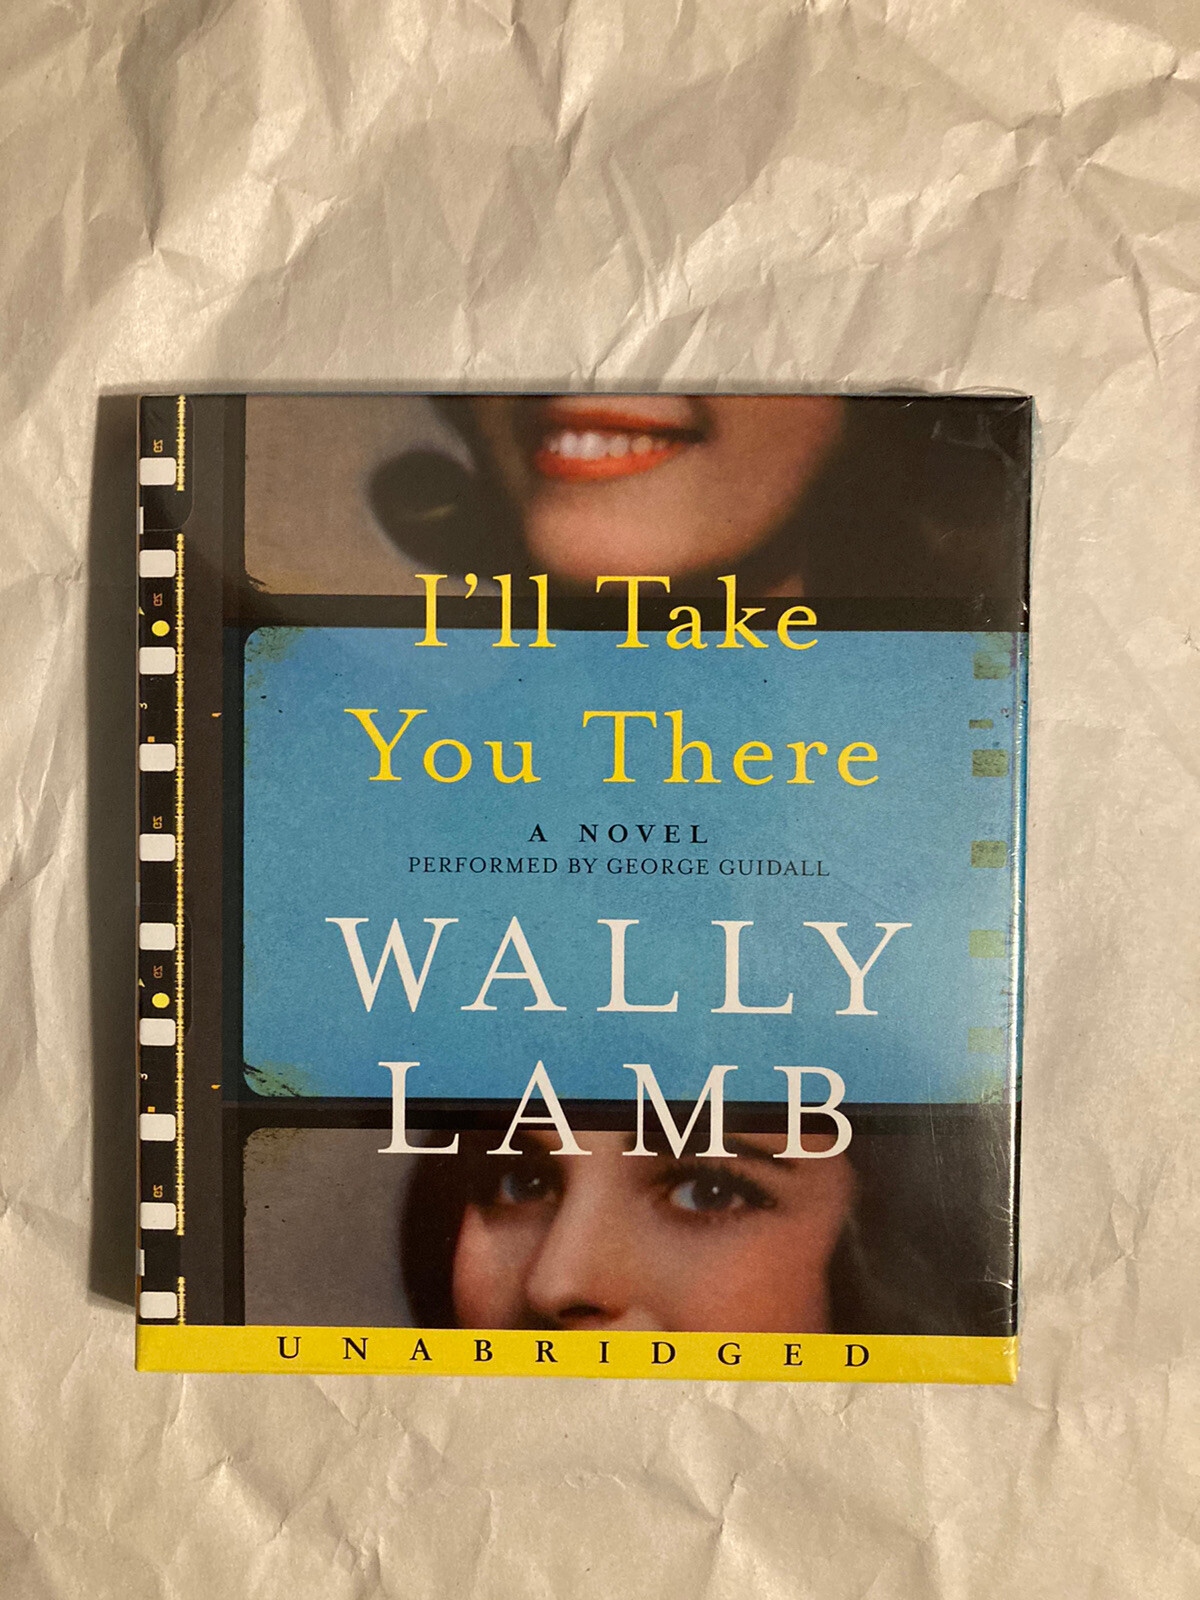 I'll Take
You There
A NOVEL
PERFORMED BY GEORGE GUIDALL
WALLY
LAMB
UNABRIDGED